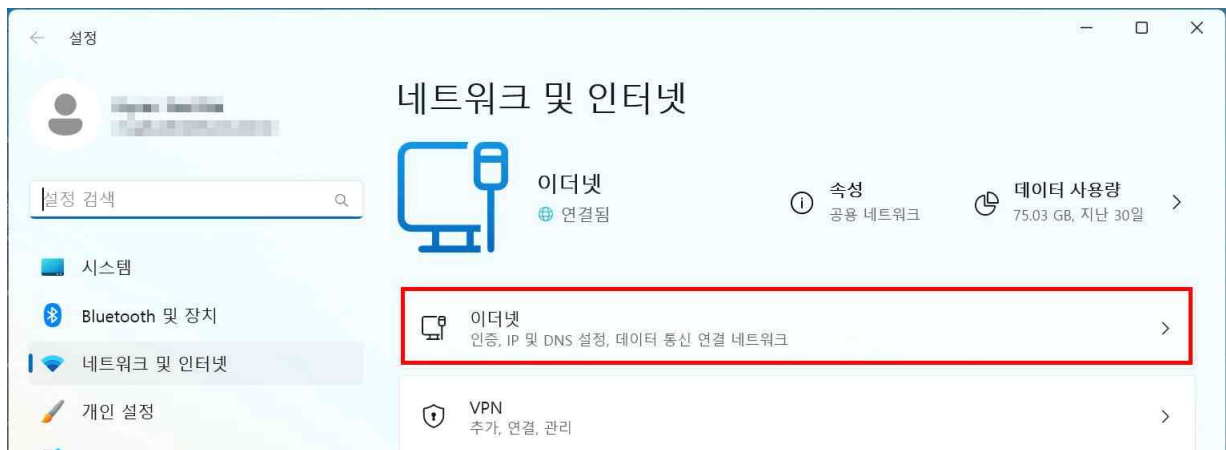 설정
네트워크 및 인터넷
이더넷
연결됨
속성
공용 네트워크
데이터 사용량
75.03 GB, 지난 30일
설정 검색
시스템
Bluetooth 및 장치
네트워크 및 인터넷
개인 설정
이더넷
인증, IP 및 DNS 설정, 데이터 통신 연결 네트워크
VPN
추가, 연결, 관리